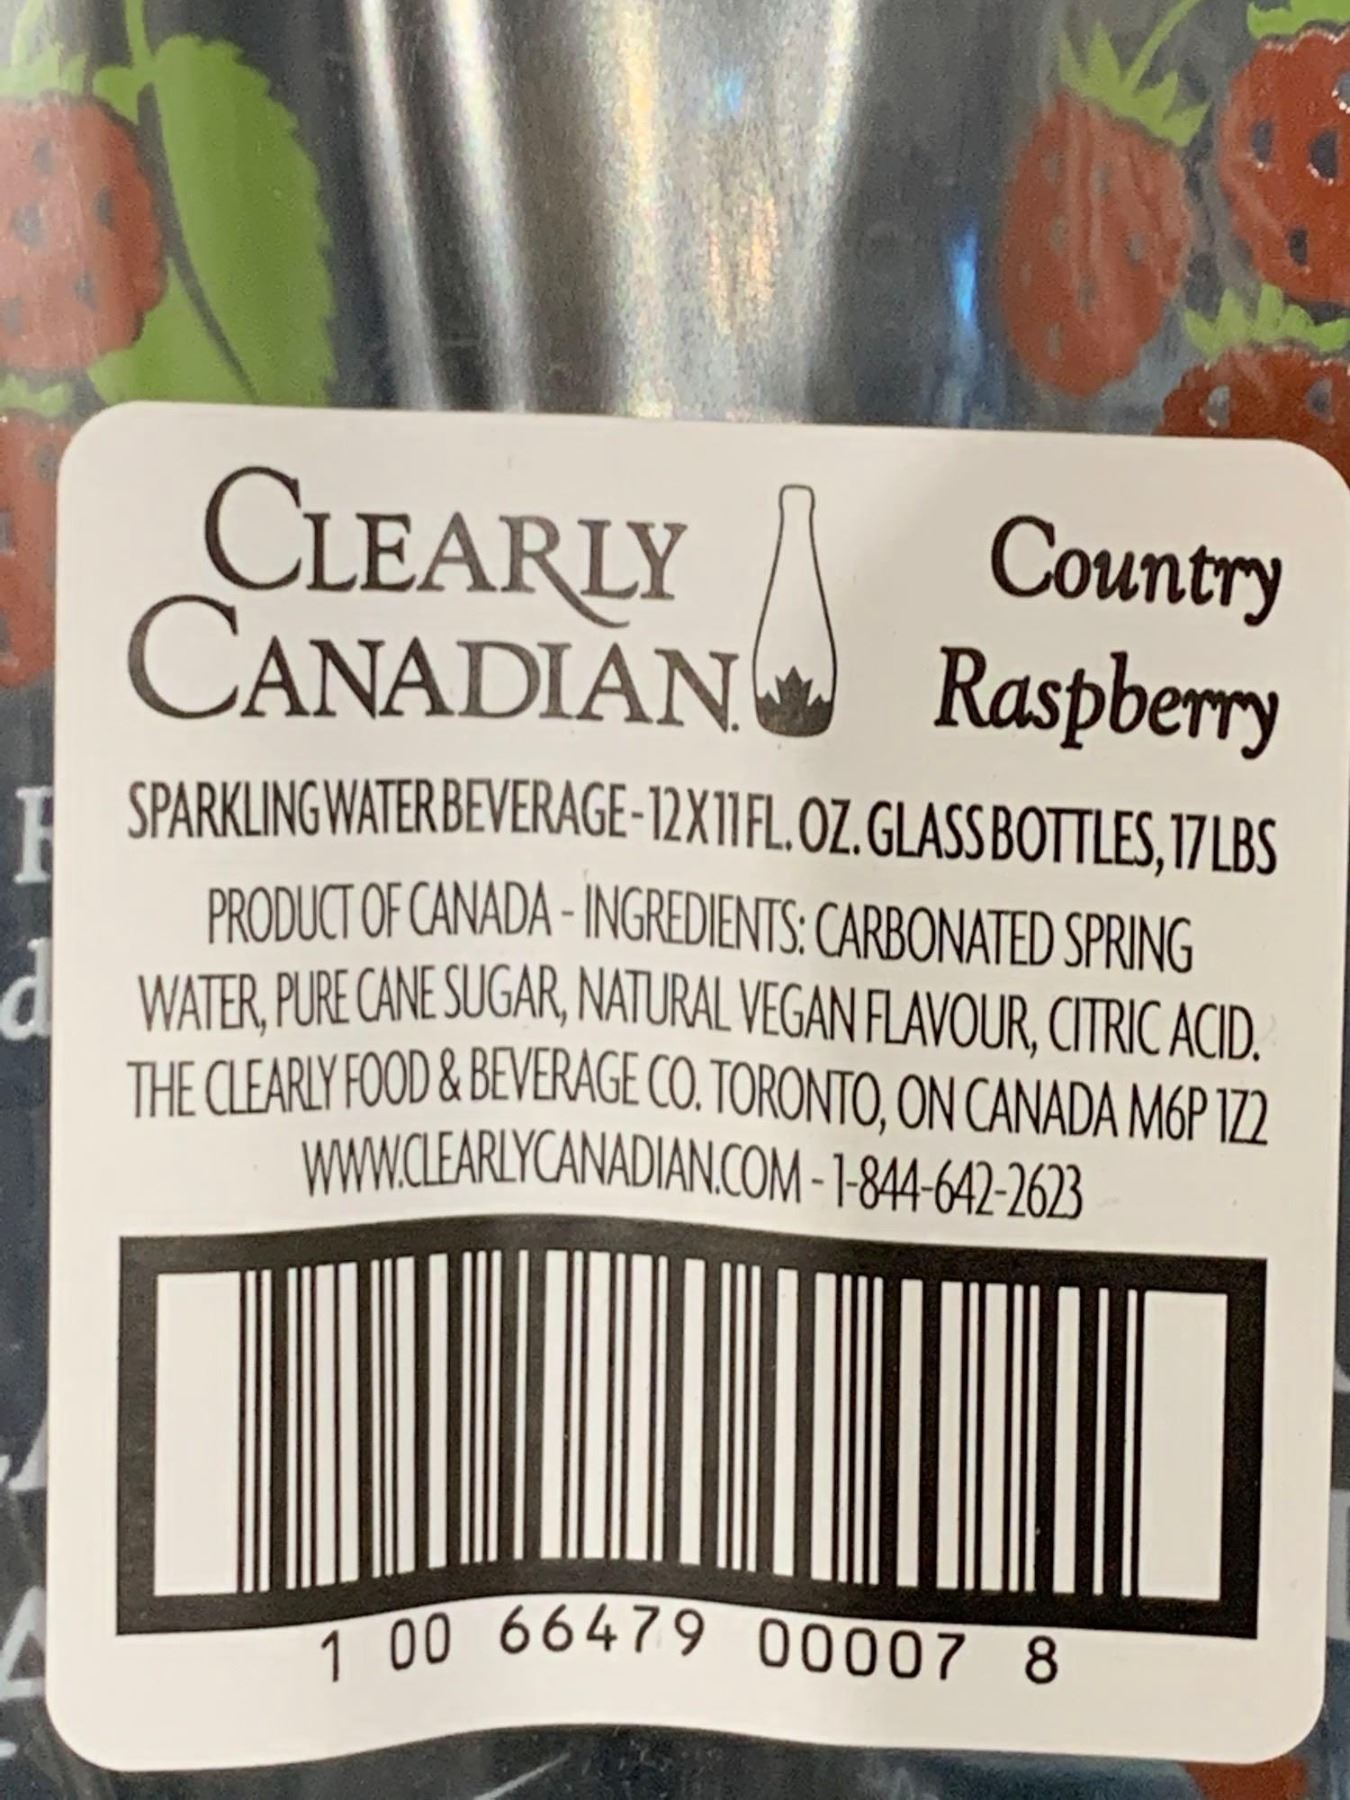 CLEARLY
CANADIAN.
Country
Raspberry
SPARKLING WATER BEVERAGE - 12 X 11 FL. OZ. GLASS BOTTLES, 17 LBS
PRODUCT OF CANADA - INGREDIENTS: CARBONATED SPRING
WATER, PURE CANE SUGAR, NATURAL VEGAN FLAVOUR, CITRIC ACID.
THE CLEARLY FOOD & BEVERAGE CO. TORONTO, ON CANADA M6P 1Z2
WWW.CLEARLYCANADIAN.COM - 1-844-642-2623
1 00 66479 00007 8